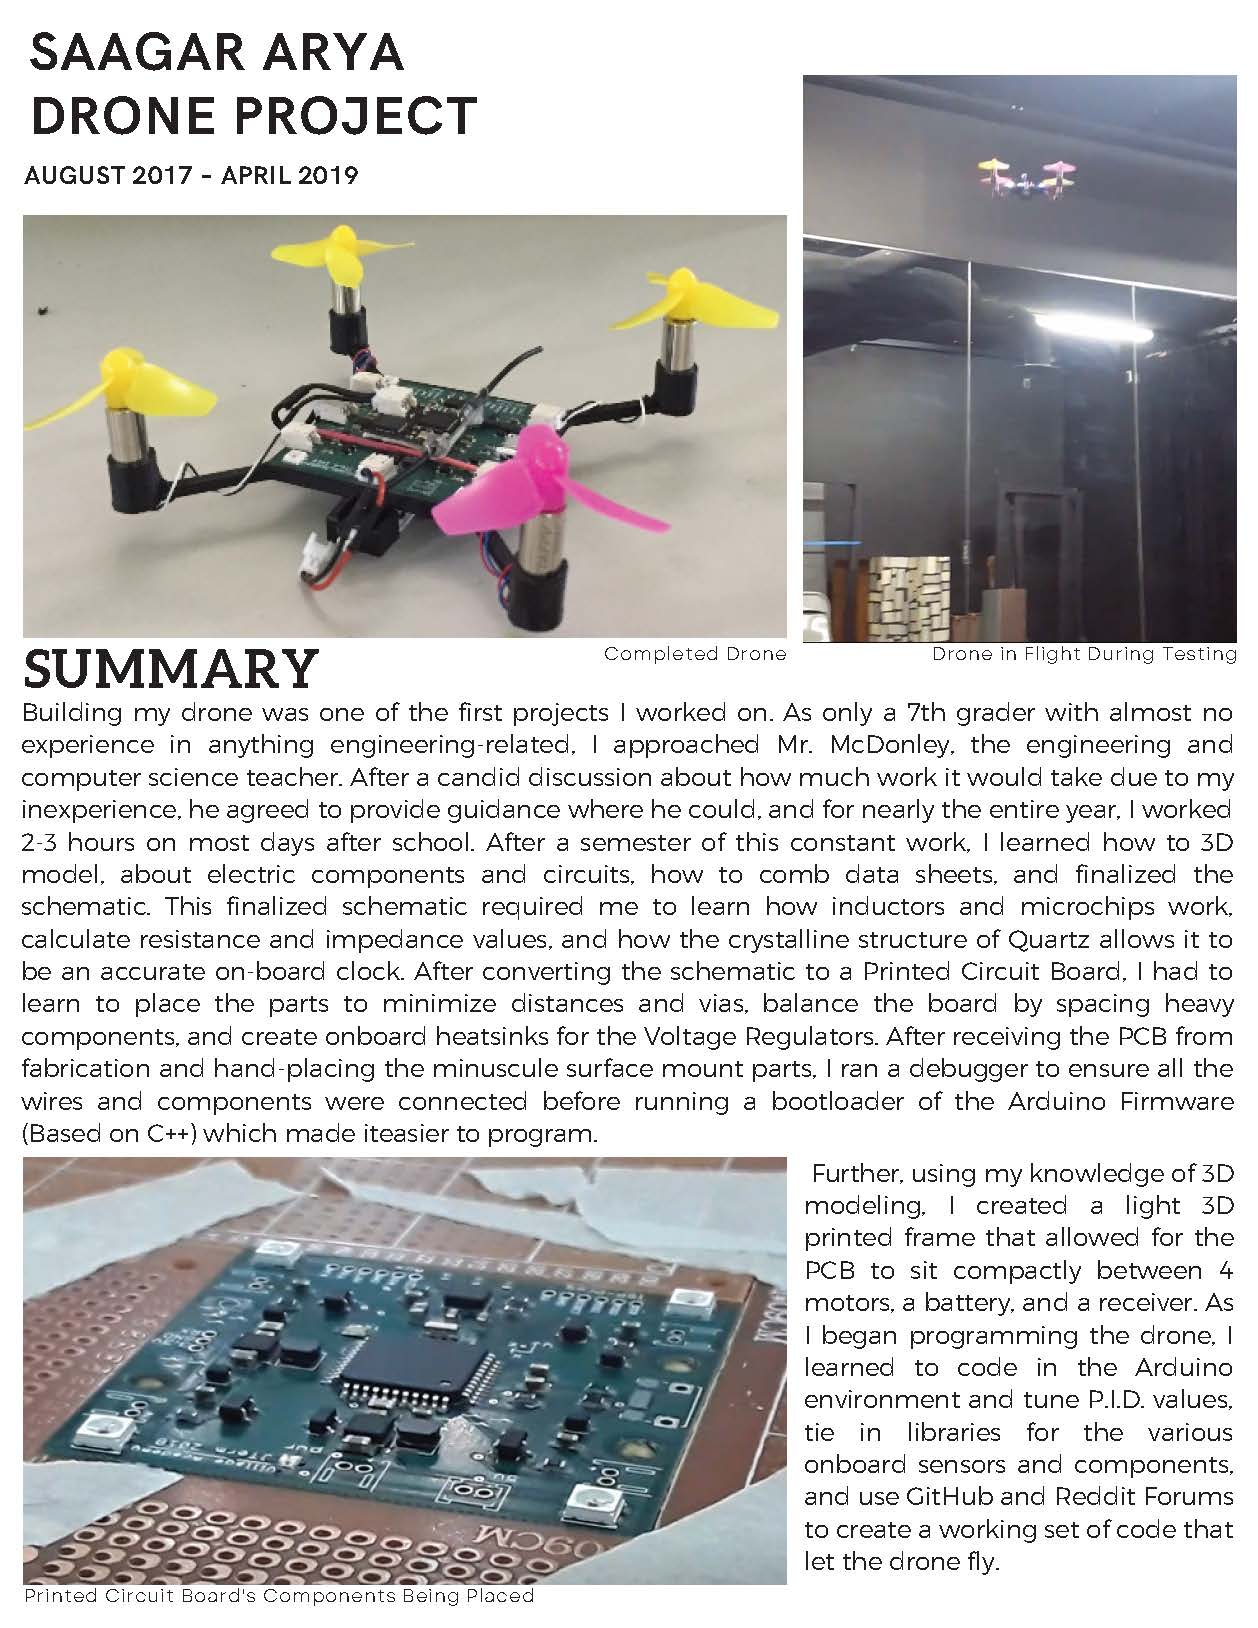 SAAGAR ARYA
DRONE PROJECT
AUGUST 2017 - APRIL 2019
Completed Drone
Drone in Flight During Testing
SUMMARY
Building my drone was one of the first projects I worked on. As only a 7th grader with almost no
experience in anything engineering-related, I approached Mr. McDonley, the engineering and
computer science teacher. After a candid discussion about how much work it would take due to my
inexperience, he agreed to provide guidance where he could, and for nearly the entire year, I worked
2-3 hours on most days after school. After a semester of this constant work, I learned how to 3D
model, about electric components and circuits, how to comb data sheets, and finalized the
schematic. This finalized schematic required me to learn how inductors and microchips work,
calculate resistance and impedance values, and how the crystalline structure of Quartz allows it to
be an accurate on-board clock. After converting the schematic to a Printed Circuit Board, I had to
learn to place the parts to minimize distances and vias, balance the board by spacing heavy
components, and create onboard heatsinks for the Voltage Regulators. After receiving the PCB from
fabrication and hand-placing the minuscule surface mount parts, I ran a debugger to ensure all the
wires and components were connected before running a bootloader of the Arduino Firmware
(Based on C++) which made iteasier to program.
Further, using my knowledge of 3D
modeling, I created a light 3D
printed frame that allowed for the
PCB to sit compactly between 4
motors, a battery, and a receiver. As
I began programming the drone, I
learned to code in the Arduino
environment and tune P.I.D. values,
tie in libraries for the various
onboard sensors and components,
and use GitHub and Reddit Forums
to create a working set of code that
let the drone fly.
09CM
Printed Circuit Board's Components Being Placed